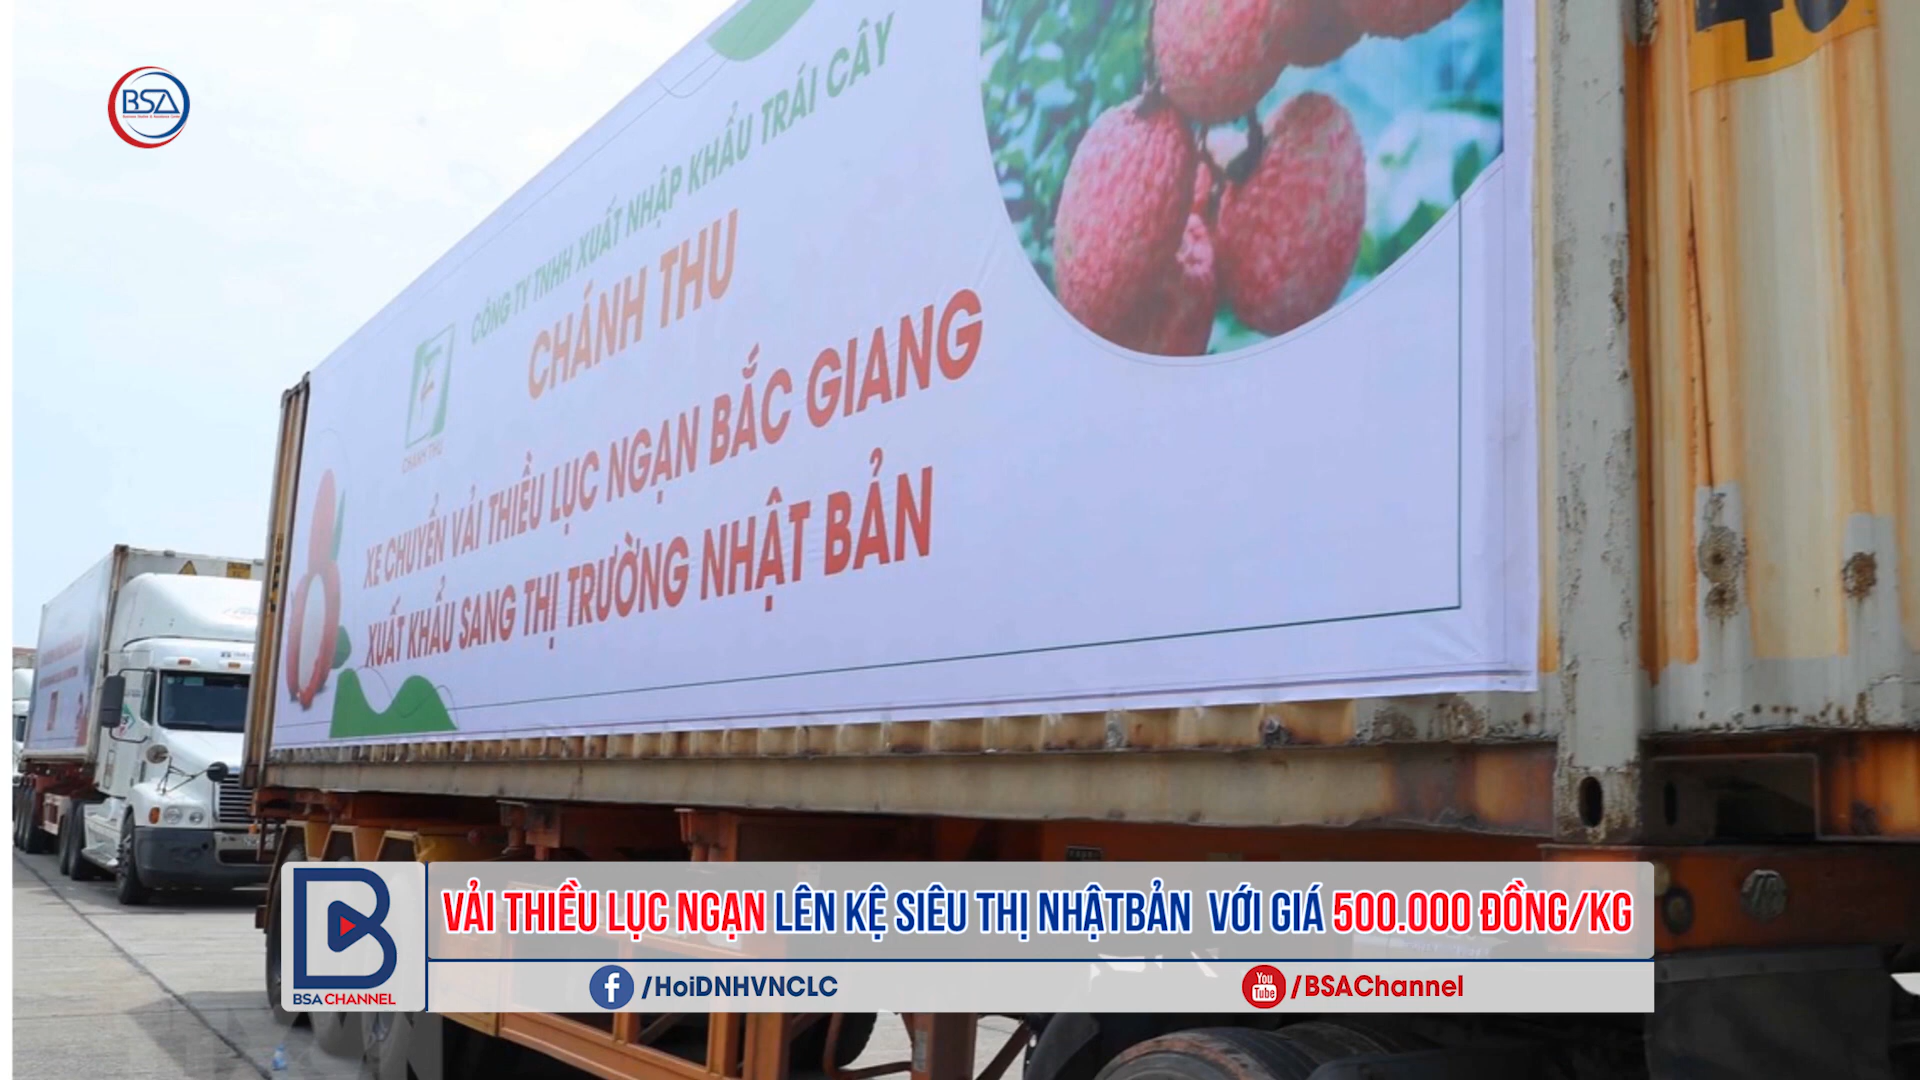 BSA
CÔNG TY TNHH XUẤT NHẬP KHẨU TRÁI CÂY
CHÁNH THU
CHANH THU
XE CHUYỂN VẢI THIỀU LỤC NGẠN BẮC GIANG
XUẤT KHẨU SANG THỊ TRƯỜNG NHẬT BẢN
VẢI THIỀU LỤC NGẠN LÊN KỆ SIÊU THỊ NHẬTBẢN VỚI GIÁ 500.000 ĐỒNG/KG
BSA CHANNEL
/HoiDNHVNCLC
You Tube /BSAChannel